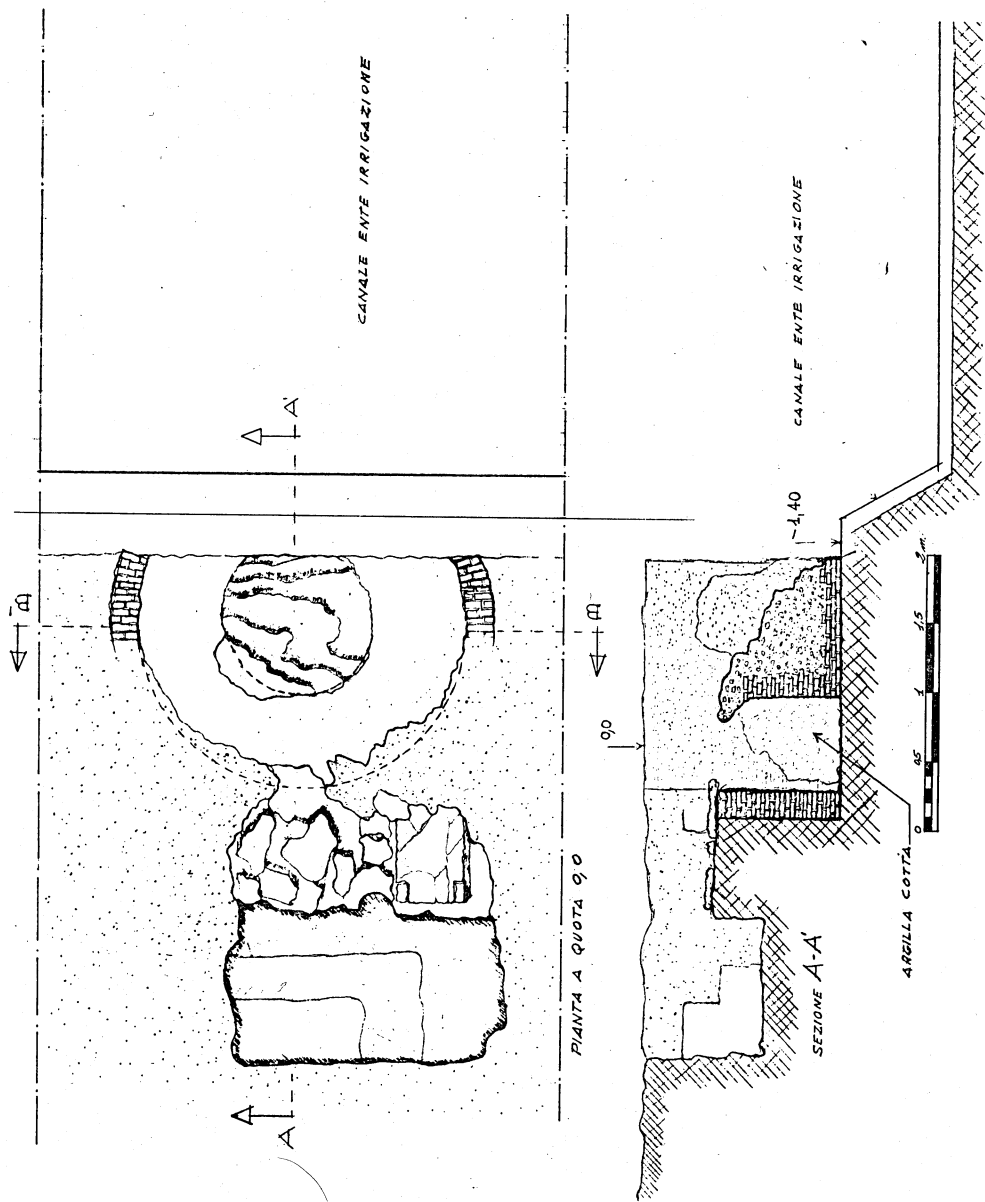 CANALE ENTE IRRIGAZIONE
A'
B'
B
A
PIANTA A QUOTA 0,0
CANALE ENTE IRRIGAZIONE
-1,40
0,0
SEZIONE A-A'
ARGILLA COTTA
0 0,5 1 1,5 2 m.